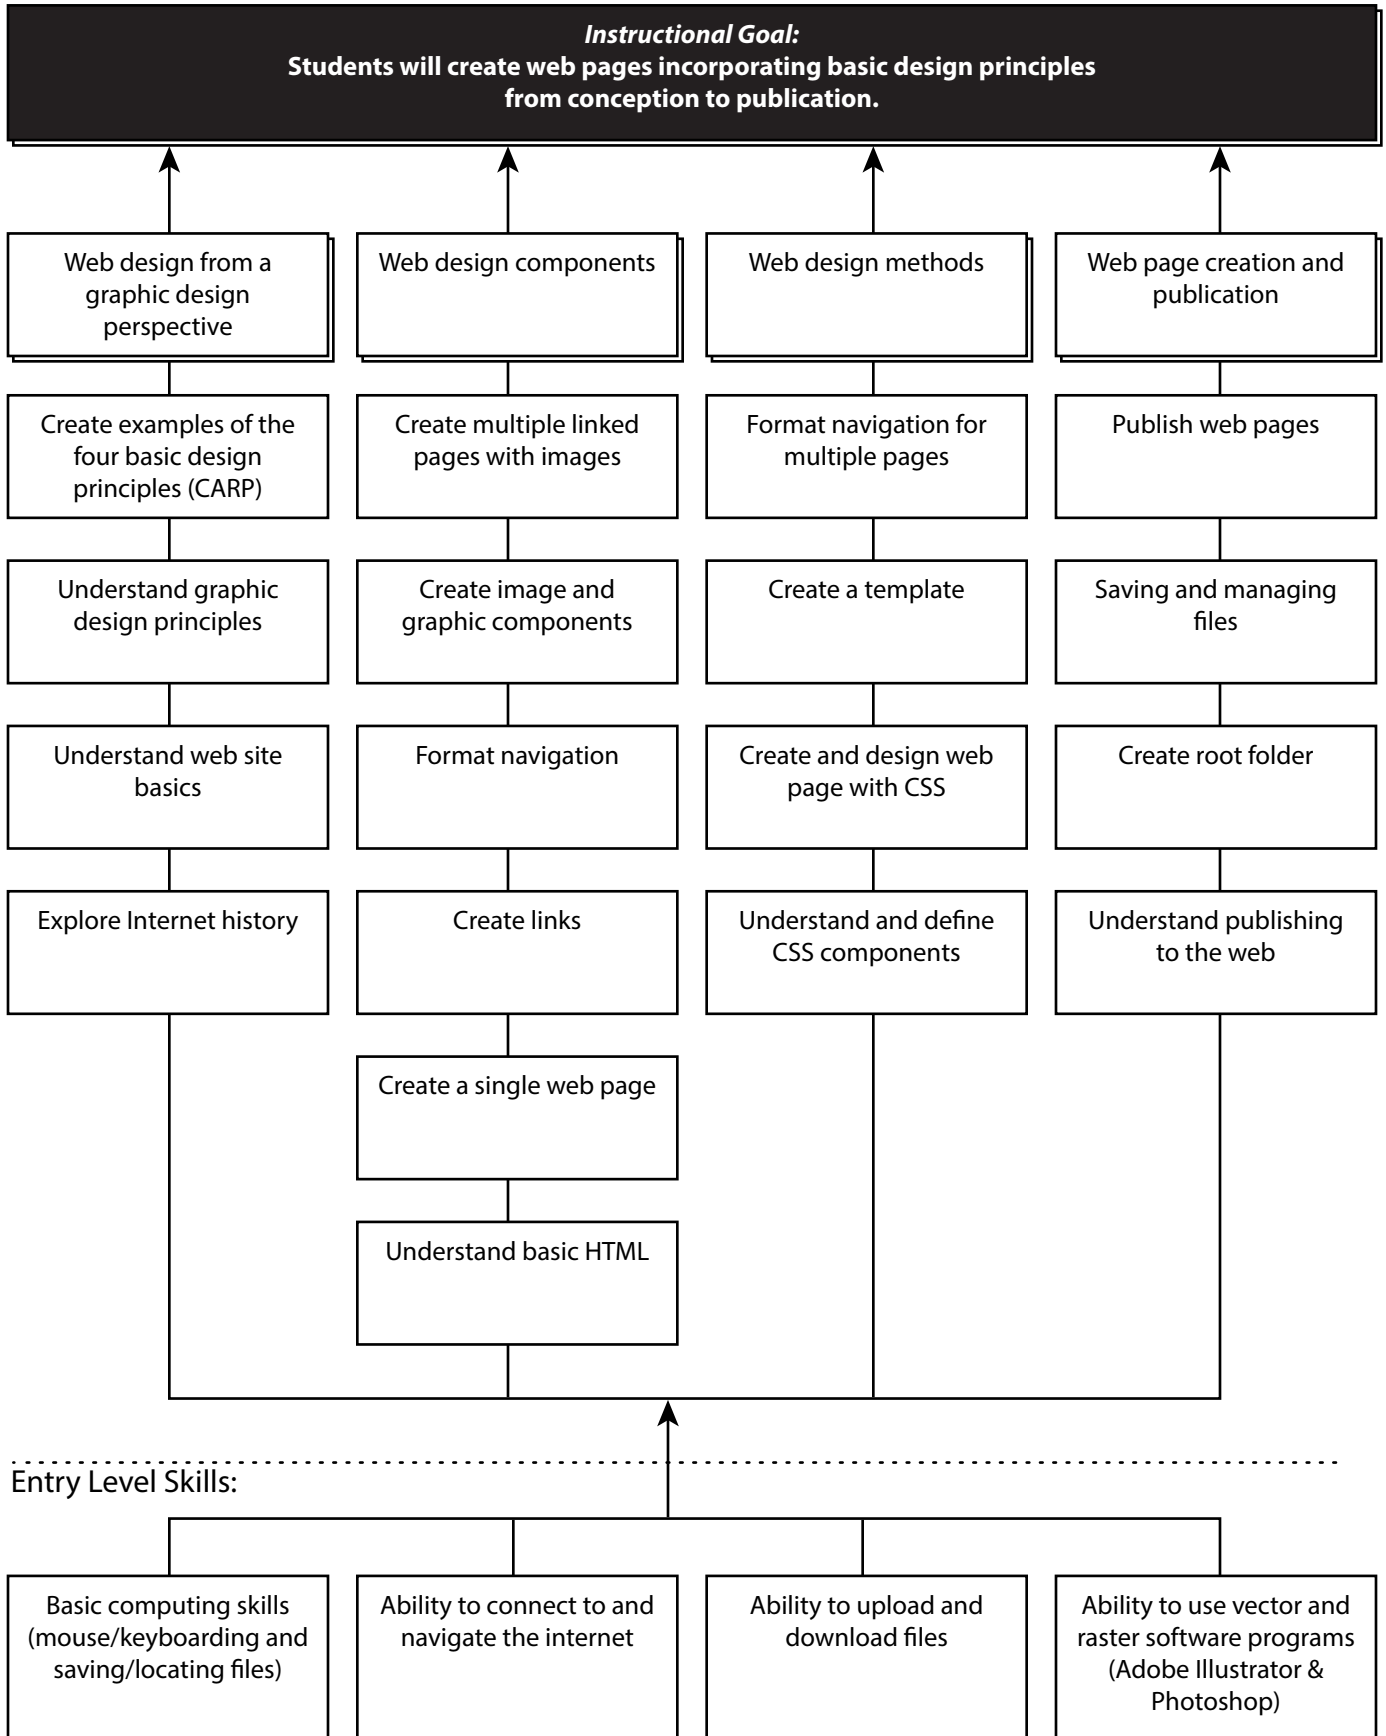 Instructional Goal:
Students will create web pages incorporating basic design principles
from conception to publication.
Web design from a
graphic design
perspective
Web design components
Web design methods
Web page creation and
publication
Create examples of the
four basic design
principles (CARP)
Create multiple linked
pages with images
Format navigation for
multiple pages
Publish web pages
Understand graphic
design principles
Create image and
graphic components
Create a template
Saving and managing
files
Understand web site
basics
Format navigation
Create and design web
page with CSS
Create root folder
Explore Internet history
Create links
Understand and define
CSS components
Understand publishing
to the web
Create a single web page
Understand basic HTML
Entry Level Skills:
Basic computing skills
(mouse/keyboarding and
saving/locating files)
Ability to connect to and
navigate the internet
Ability to upload and
download files
Ability to use vector and
raster software programs
(Adobe Illustrator &
Photoshop)